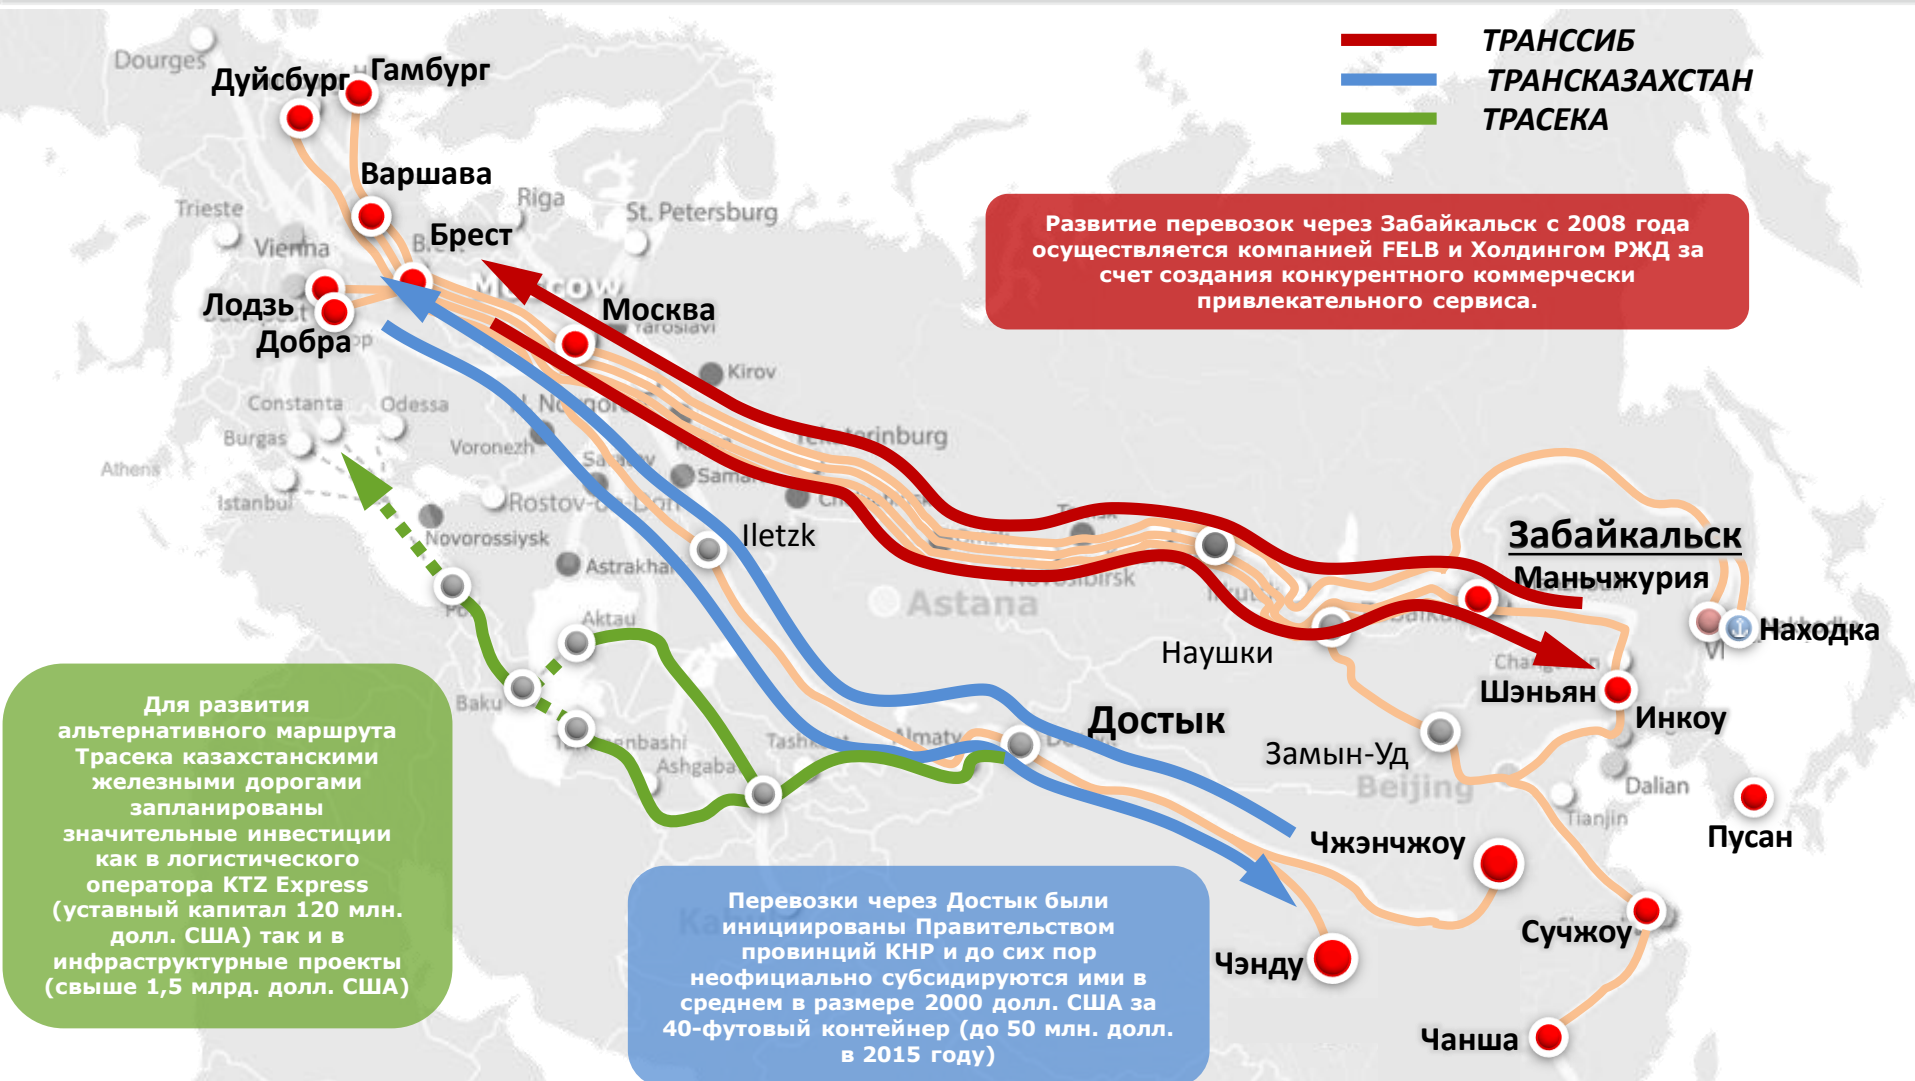 ТРАНССИБ
ТРАНСКАЗАХСТАН
ТРАСЕКА
Dourges
Дуйсбург
Гамбург
Варшава
Trieste
Riga
St. Petersburg
Vienna
Брест
Moscow
Лодзь
Добра
Москва
Yaroslavl
Kirov
Развитие перевозок через Забайкальск с 2008 года
осуществляется компанией FELB и Холдингом РЖД за
счет создания конкурентного коммерчески
привлекательного сервиса.
Constanta
Odessa
Burgas
Voronezh
Athens
Istanbul
Rostov-on-Don
Novorossiysk
Astrakhan
Iletzk
Astana
Novosibirsk
Забайкальск
Маньчжурия
Находка
Наушки
Шэньян
Инкоу
Aktau
Baku
Ashgabat
Tashkent
Almaty
Достык
Замын-Уд
Beijing
Dalian
Tianjin
Пусан
Чжэнчжоу
Сучжоу
Чэнду
Чанша
Для развития
альтернативного маршрута
Трасека казахстанскими
железными дорогами
запланированы
значительные инвестиции
как в логистического
оператора KTZ Express
(уставный капитал 120 млн.
долл. США) так и в
инфраструктурные проекты
(свыше 1,5 млрд. долл. США)
Перевозки через Достык были
инициированы Правительством
провинций КНР и до сих пор
неофициально субсидируются ими в
среднем в размере 2000 долл. США за
40-футовый контейнер (до 50 млн. долл.
в 2015 году)